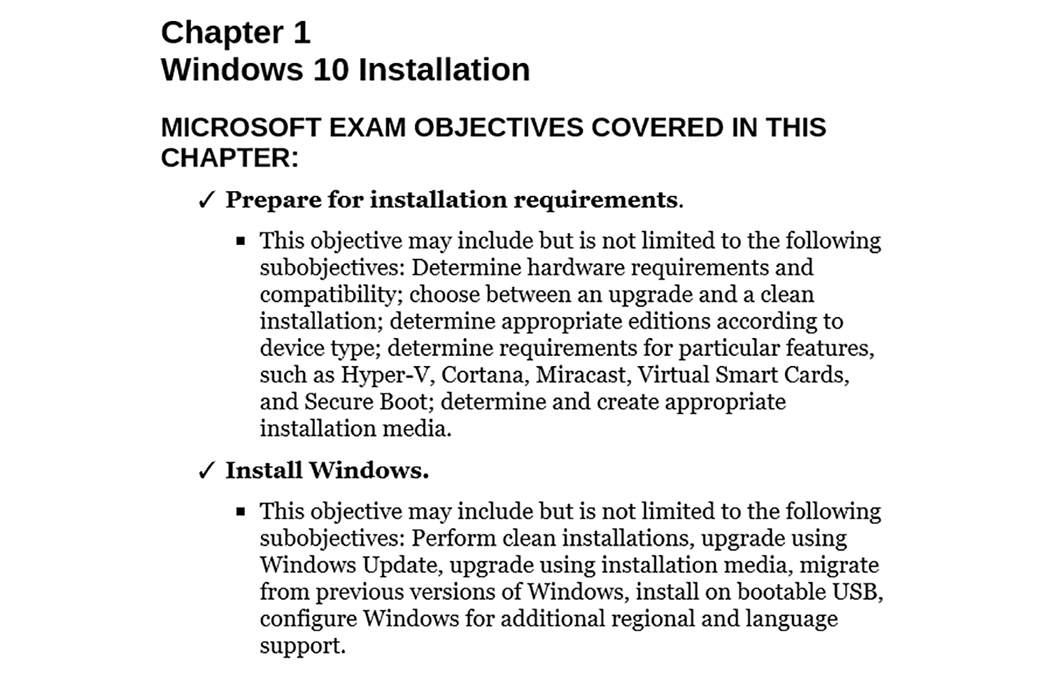 Chapter 1
Windows 10 Installation
MICROSOFT EXAM OBJECTIVES COVERED IN THIS
CHAPTER:
✓ Prepare for installation requirements.
▪ This objective may include but is not limited to the following
subobjectives: Determine hardware requirements and
compatibility; choose between an upgrade and a clean
installation; determine appropriate editions according to
device type; determine requirements for particular features,
such as Hyper-V, Cortana, Miracast, Virtual Smart Cards,
and Secure Boot; determine and create appropriate
installation media.
✓ Install Windows.
▪ This objective may include but is not limited to the following
subobjectives: Perform clean installations, upgrade using
Windows Update, upgrade using installation media, migrate
from previous versions of Windows, install on bootable USB,
configure Windows for additional regional and language
support.